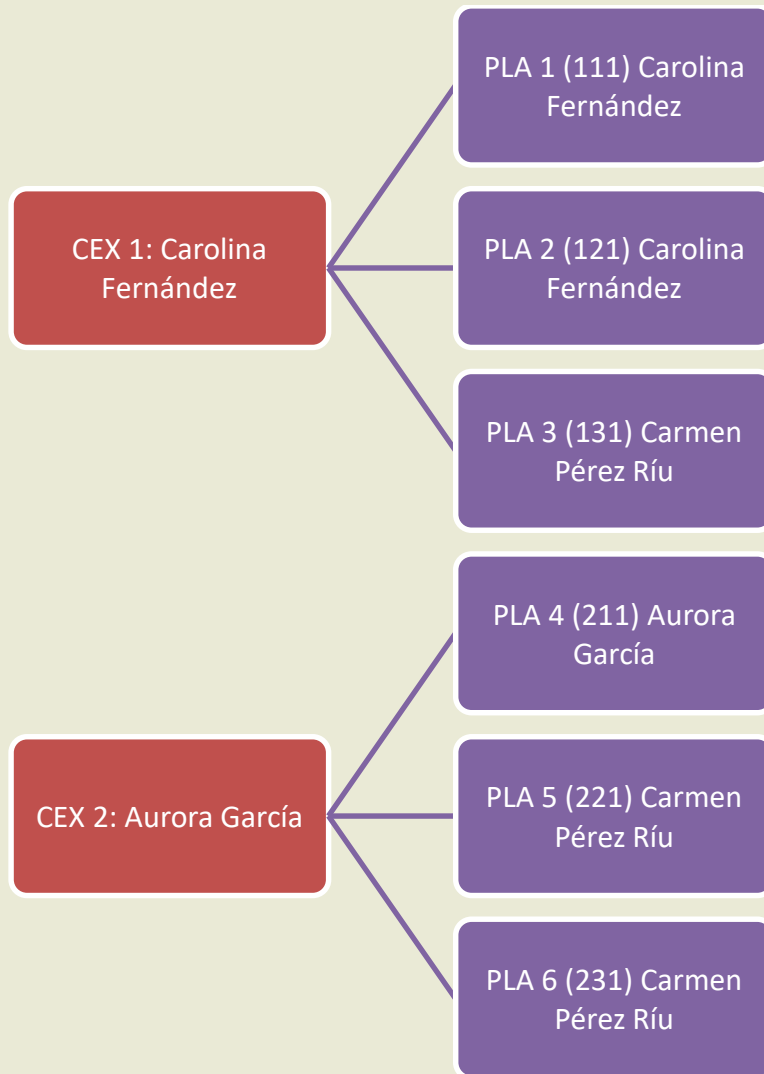 CEX 1: Carolina
Fernández
PLA 1 (111) Carolina
Fernández
PLA 2 (121) Carolina
Fernández
PLA 3 (131) Carmen
Pérez Ríu
CEX 2: Aurora García
PLA 4 (211) Aurora
García
PLA 5 (221) Carmen
Pérez Ríu
PLA 6 (231) Carmen
Pérez Ríu